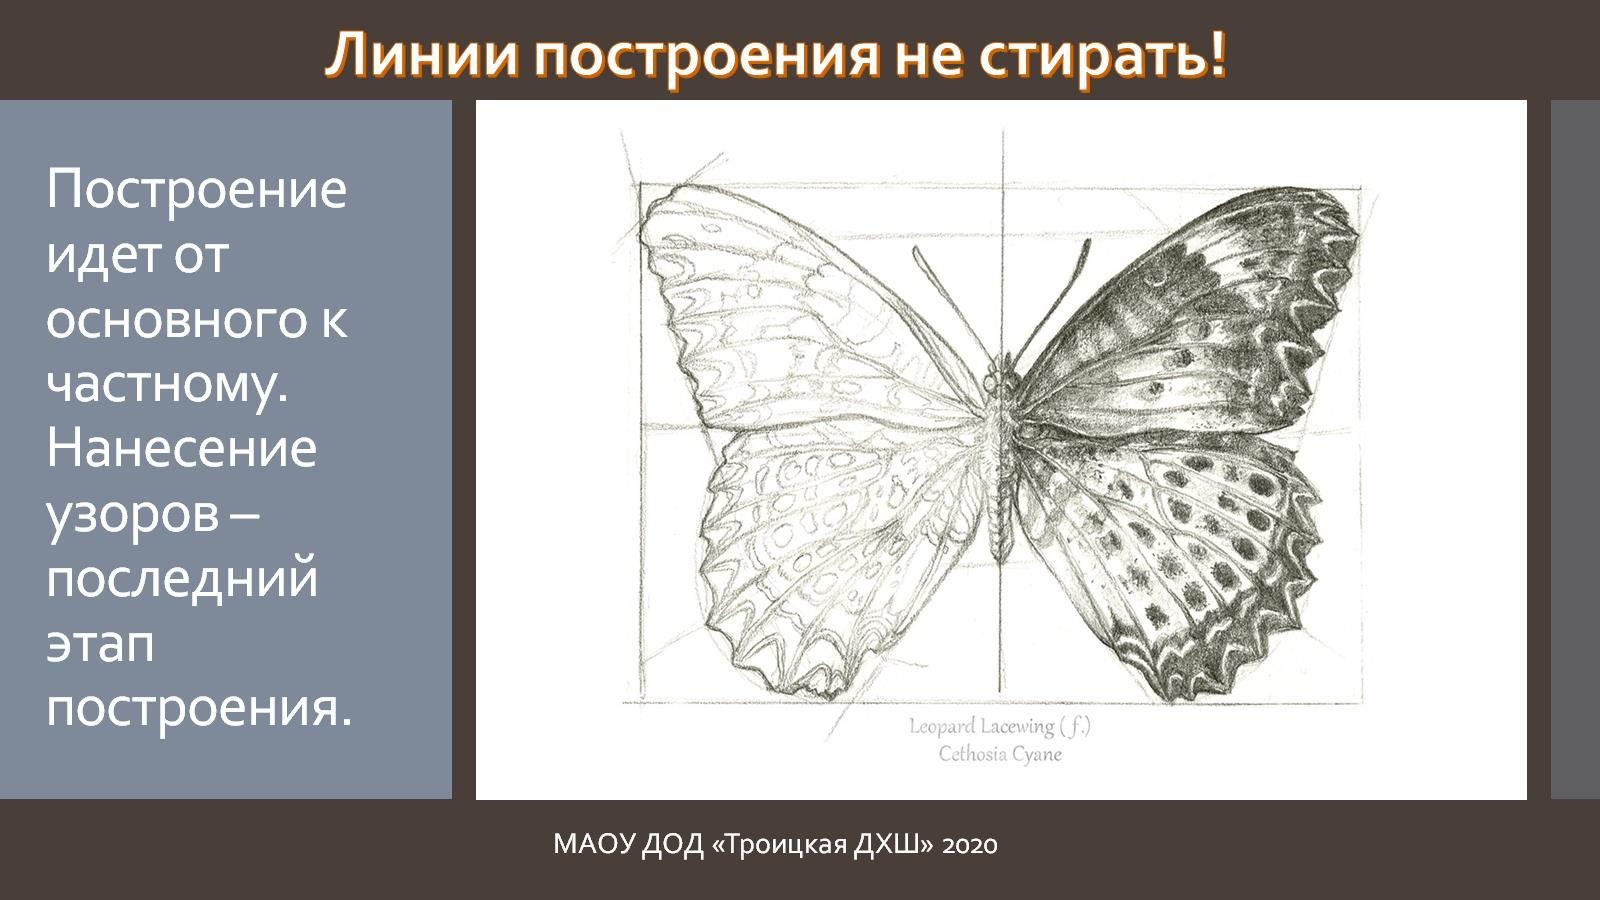 Линии построения не стирать!
Построение
идет от
основного к
частному.
Нанесение
узоров –
последний
этап
построения.
Leopard Lacewing (f.)
Cethosia Cyane
МАОУ ДОД «Троицкая ДХШ» 2020